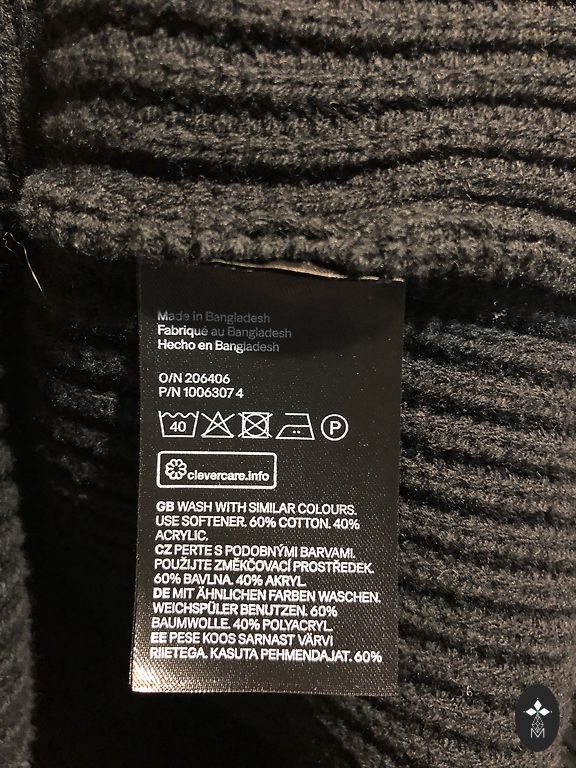 Made in Bangladesh
Fabriqué au Bangladesh
Hecho en Bangladesh
O/N 206406
P/N 1006307 4
40 P
clevercare.info
GB WASH WITH SIMILAR COLOURS.
USE SOFTENER. 60% COTTON. 40%
ACRYLIC.
CZ PERTE S PODOBNÝMI BARVAMI.
POUŽIJTE ZMĚKČOVACÍ PROSTŘEDEK.
60% BAVLNA. 40% AKRYL.
DE MIT ÄHNLICHEN FARBEN WASCHEN.
WEICHSPÜLER BENUTZEN. 60%
BAUMWOLLE. 40% POLYACRYL.
EE PESE KOOS SARNAST VÄRVI
RIIETEGA. KASUTA PEHMENDAJAT. 60%
M